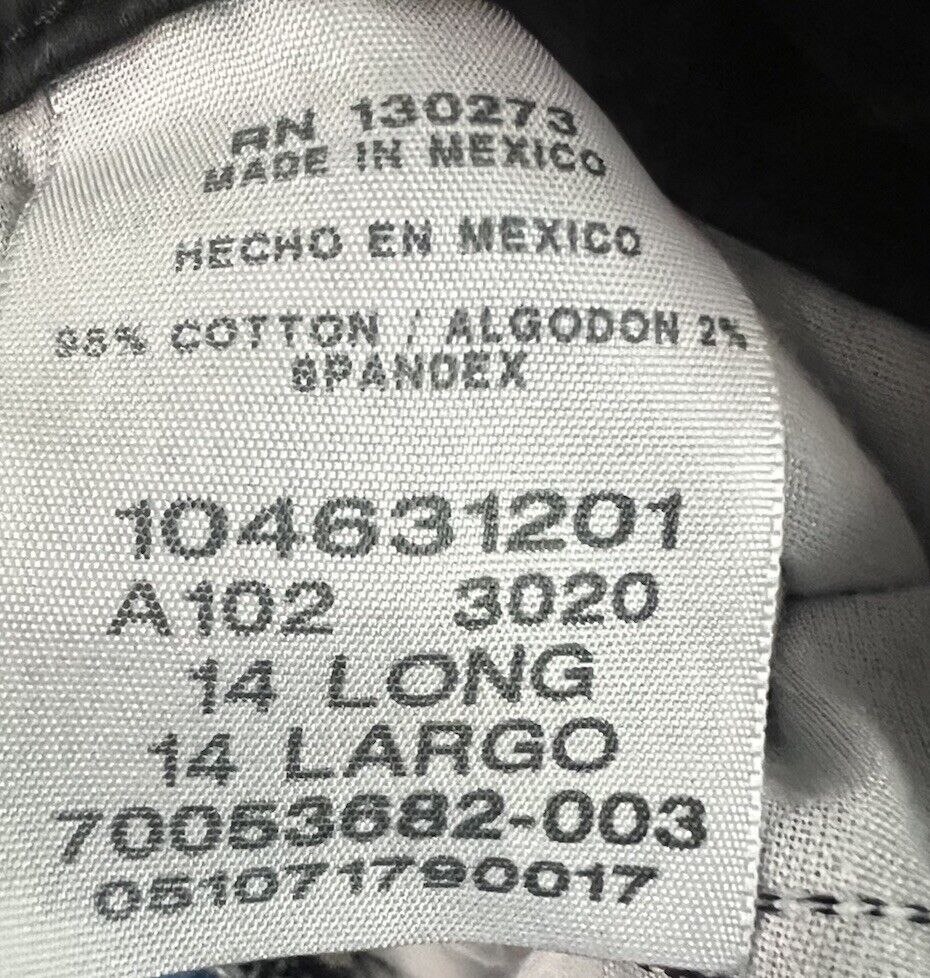 RN 130273
MADE IN MEXICO
HECHO EN MEXICO
COTTON / ALGODON 2%
SPANDEX
104631201
A102 3020
14 LONG
14 LARGO
70053682-003
051071790017